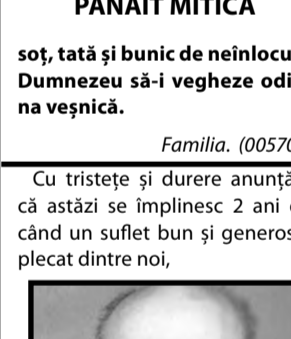 PANAIT MITICĂ
soț, tată și bunic de neînlocu
Dumnezeu să-i vegheze odi
na veșnică.
Familia. (00570
Cu tristețe și durere anunță
că astăzi se împlinesc 2 ani
când un suflet bun și generos
plecat dintre noi,